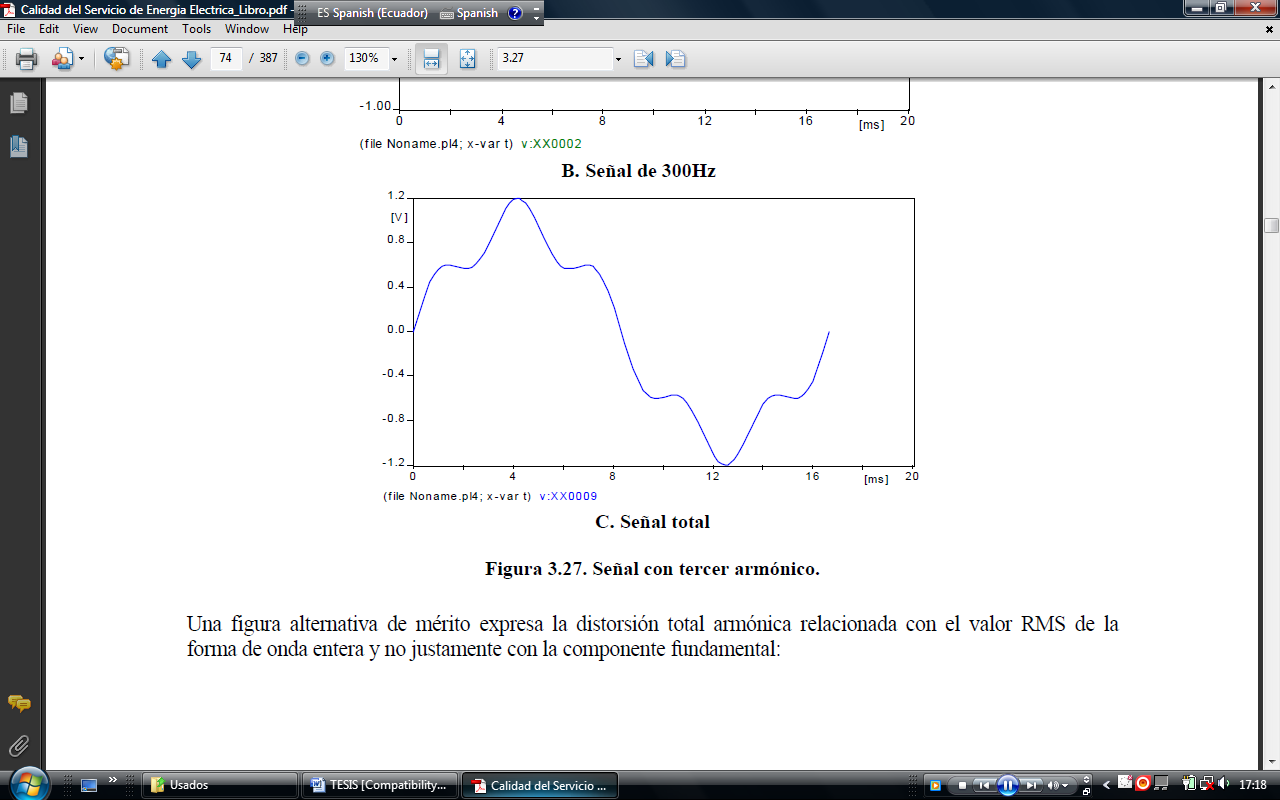 Calidad del Servicio de Energia Electrica_Libro.pdf -
ES Spanish (Ecuador) Spanish
File Edit View Document Tools Window Help
74 / 387 130% 3.27
-1.00
0 4 8 12 16 [ms] 20
(file Noname.pl4; x-var t) v:XX0002
B. Señal de 300Hz
1.2
[V]
0.8
0.4
0.0
-0.4
-0.8
-1.2
0 4 8 12 16 [ms] 20
(file Noname.pl4; x-var t) v:XX0009
C. Señal total
Figura 3.27. Señal con tercer armónico.
Una figura alternativa de mérito expresa la distorsión total armónica relacionada con el valor RMS de la
forma de onda entera y no justamente con la componente fundamental:
Usados TESIS [Compatibility... Calidad del Servicio ... 17:18